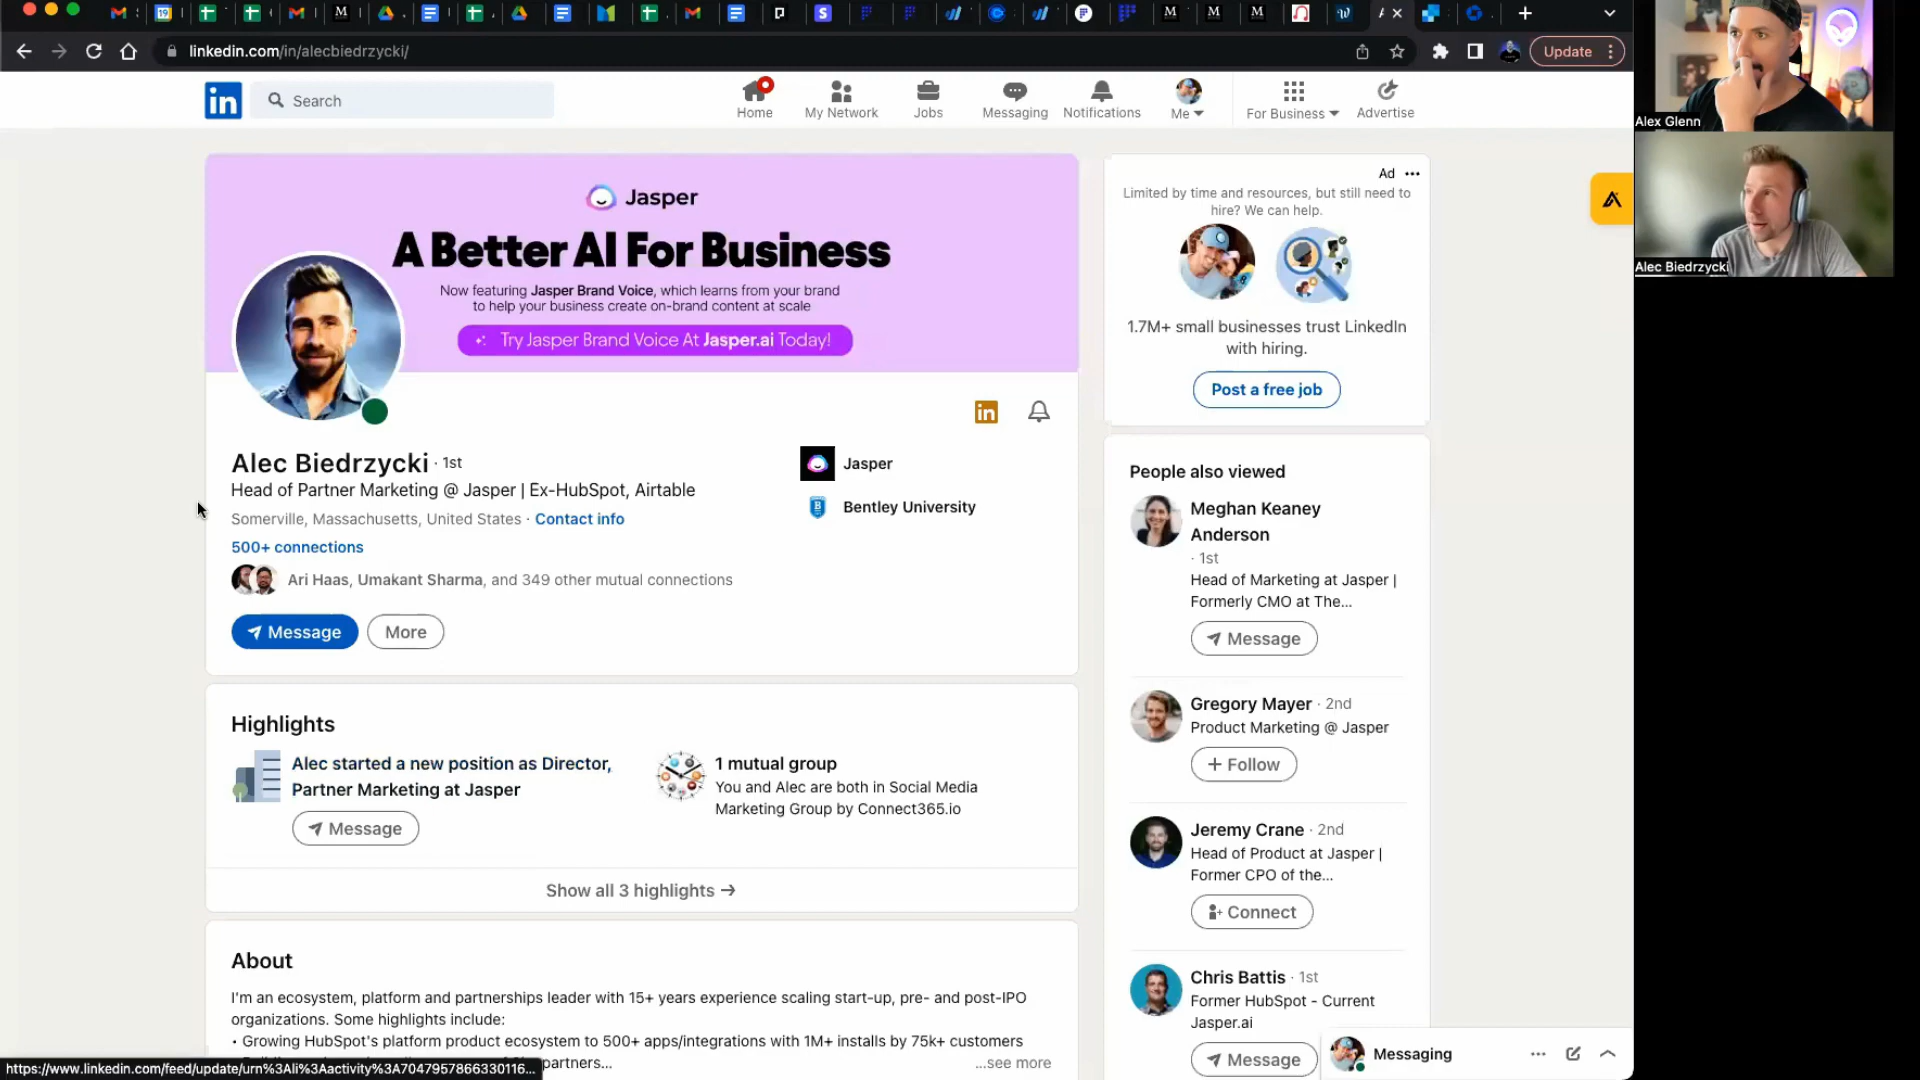 linkedin.com/in/alecbiedrzycki/
Update
in
Search
Home
My Network
Jobs
Messaging
Notifications
Me
For Business
Advertise
Alex Glenn
Alec Biedrzycki
Jasper
A Better AI For Business
Now featuring Jasper Brand Voice, which learns from your brand
to help your business create on-brand content at scale
Try Jasper Brand Voice At Jasper.ai Today!
in
Alec Biedrzycki · 1st
Head of Partner Marketing @ Jasper | Ex-HubSpot, Airtable
Somerville, Massachusetts, United States · Contact info
500+ connections
Ari Haas, Umakant Sharma, and 349 other mutual connections
Message
More
Jasper
Bentley University
Highlights
Alec started a new position as Director,
Partner Marketing at Jasper
Message
1 mutual group
You and Alec are both in Social Media
Marketing Group by Connect365.io
Show all 3 highlights →
About
I'm an ecosystem, platform and partnerships leader with 15+ years experience scaling start-up, pre- and post-IPO
organizations. Some highlights include:
• Growing HubSpot's platform product ecosystem to 500+ apps/integrations with 1M+ installs by 75k+ customers
partners...
...see more
https://www.linkedin.com/feed/update/urn%3Ali%3Aactivity%3A7047957866330116...
Ad
Limited by time and resources, but still need to
hire? We can help.
1.7M+ small businesses trust LinkedIn
with hiring.
Post a free job
People also viewed
Meghan Keaney
Anderson
· 1st
Head of Marketing at Jasper |
Formerly CMO at The...
Message
Gregory Mayer · 2nd
Product Marketing @ Jasper
+ Follow
Jeremy Crane · 2nd
Head of Product at Jasper |
Former CPO of the...
Connect
Chris Battis · 1st
Former HubSpot - Current
Jasper.ai
Message
Messaging